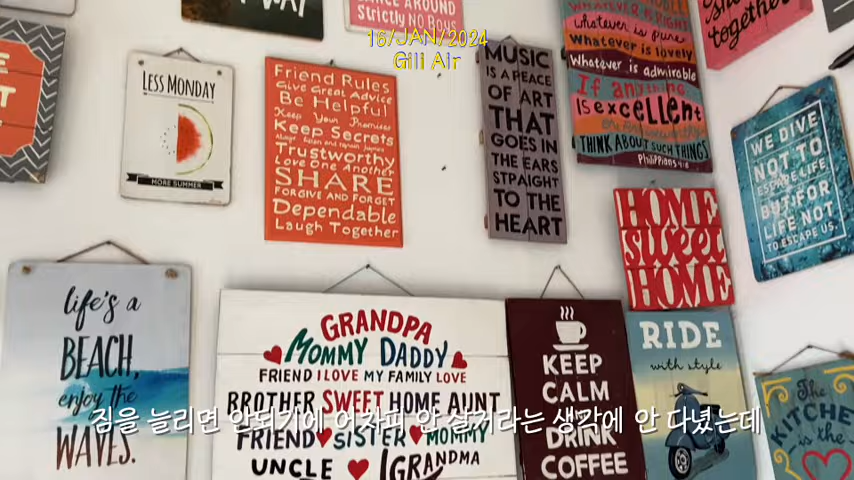 16/JAN/2024
Gili Air
DANCE AROUND
Strictly NO BOYS
LESS MONDAY
MORE SUMMER
Friend Rules
Give Great Advice
Be Helpful
Keep Your Promises
Keep Secrets
Trustworthy
Love One Another
SHARE
FORGIVE AND FORGET
Dependable
Laugh Together
MUSIC
IS A PEACE
OF ART
THAT
GOES IN
THE EARS
STRAIGHT
TO THE
HEART
whatever is pure
Whatever is lovely
Whatever is admirable
If anything
IS excellent
THINK ABOUT SUCH THINGS
Philippians 4:8
together
WE DIVE
NOT TO
ESCAPE LIFE
BUT FOR
LIFE NOT
TO ESCAPE US.
HOME
sweet
HOME
life's a
BEACH,
enjoy the
WAVES.
GRANDPA
MOMMY DADDY
FRIEND I LOVE MY FAMILY LOVE
BROTHER SWEET HOME AUNT
FRIEND SISTER MOMMY
UNCLE GRANDMA
KEEP
CALM
DRINK
COFFEE
RIDE
with style
The
KITCHEN
is the
짐을 늘리면 안되기에 어차피 안 살거라는 생각에 안 다녔는데